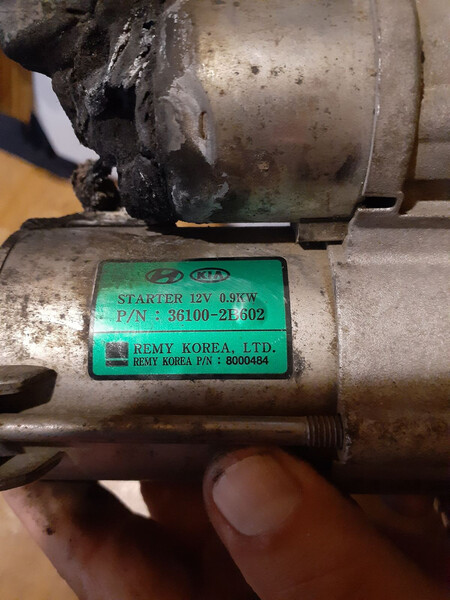 KIA
STARTER 12V 0.9KW
P/N : 36100-2B602
REMY KOREA, LTD.
REMY KOREA P/N : 8000484